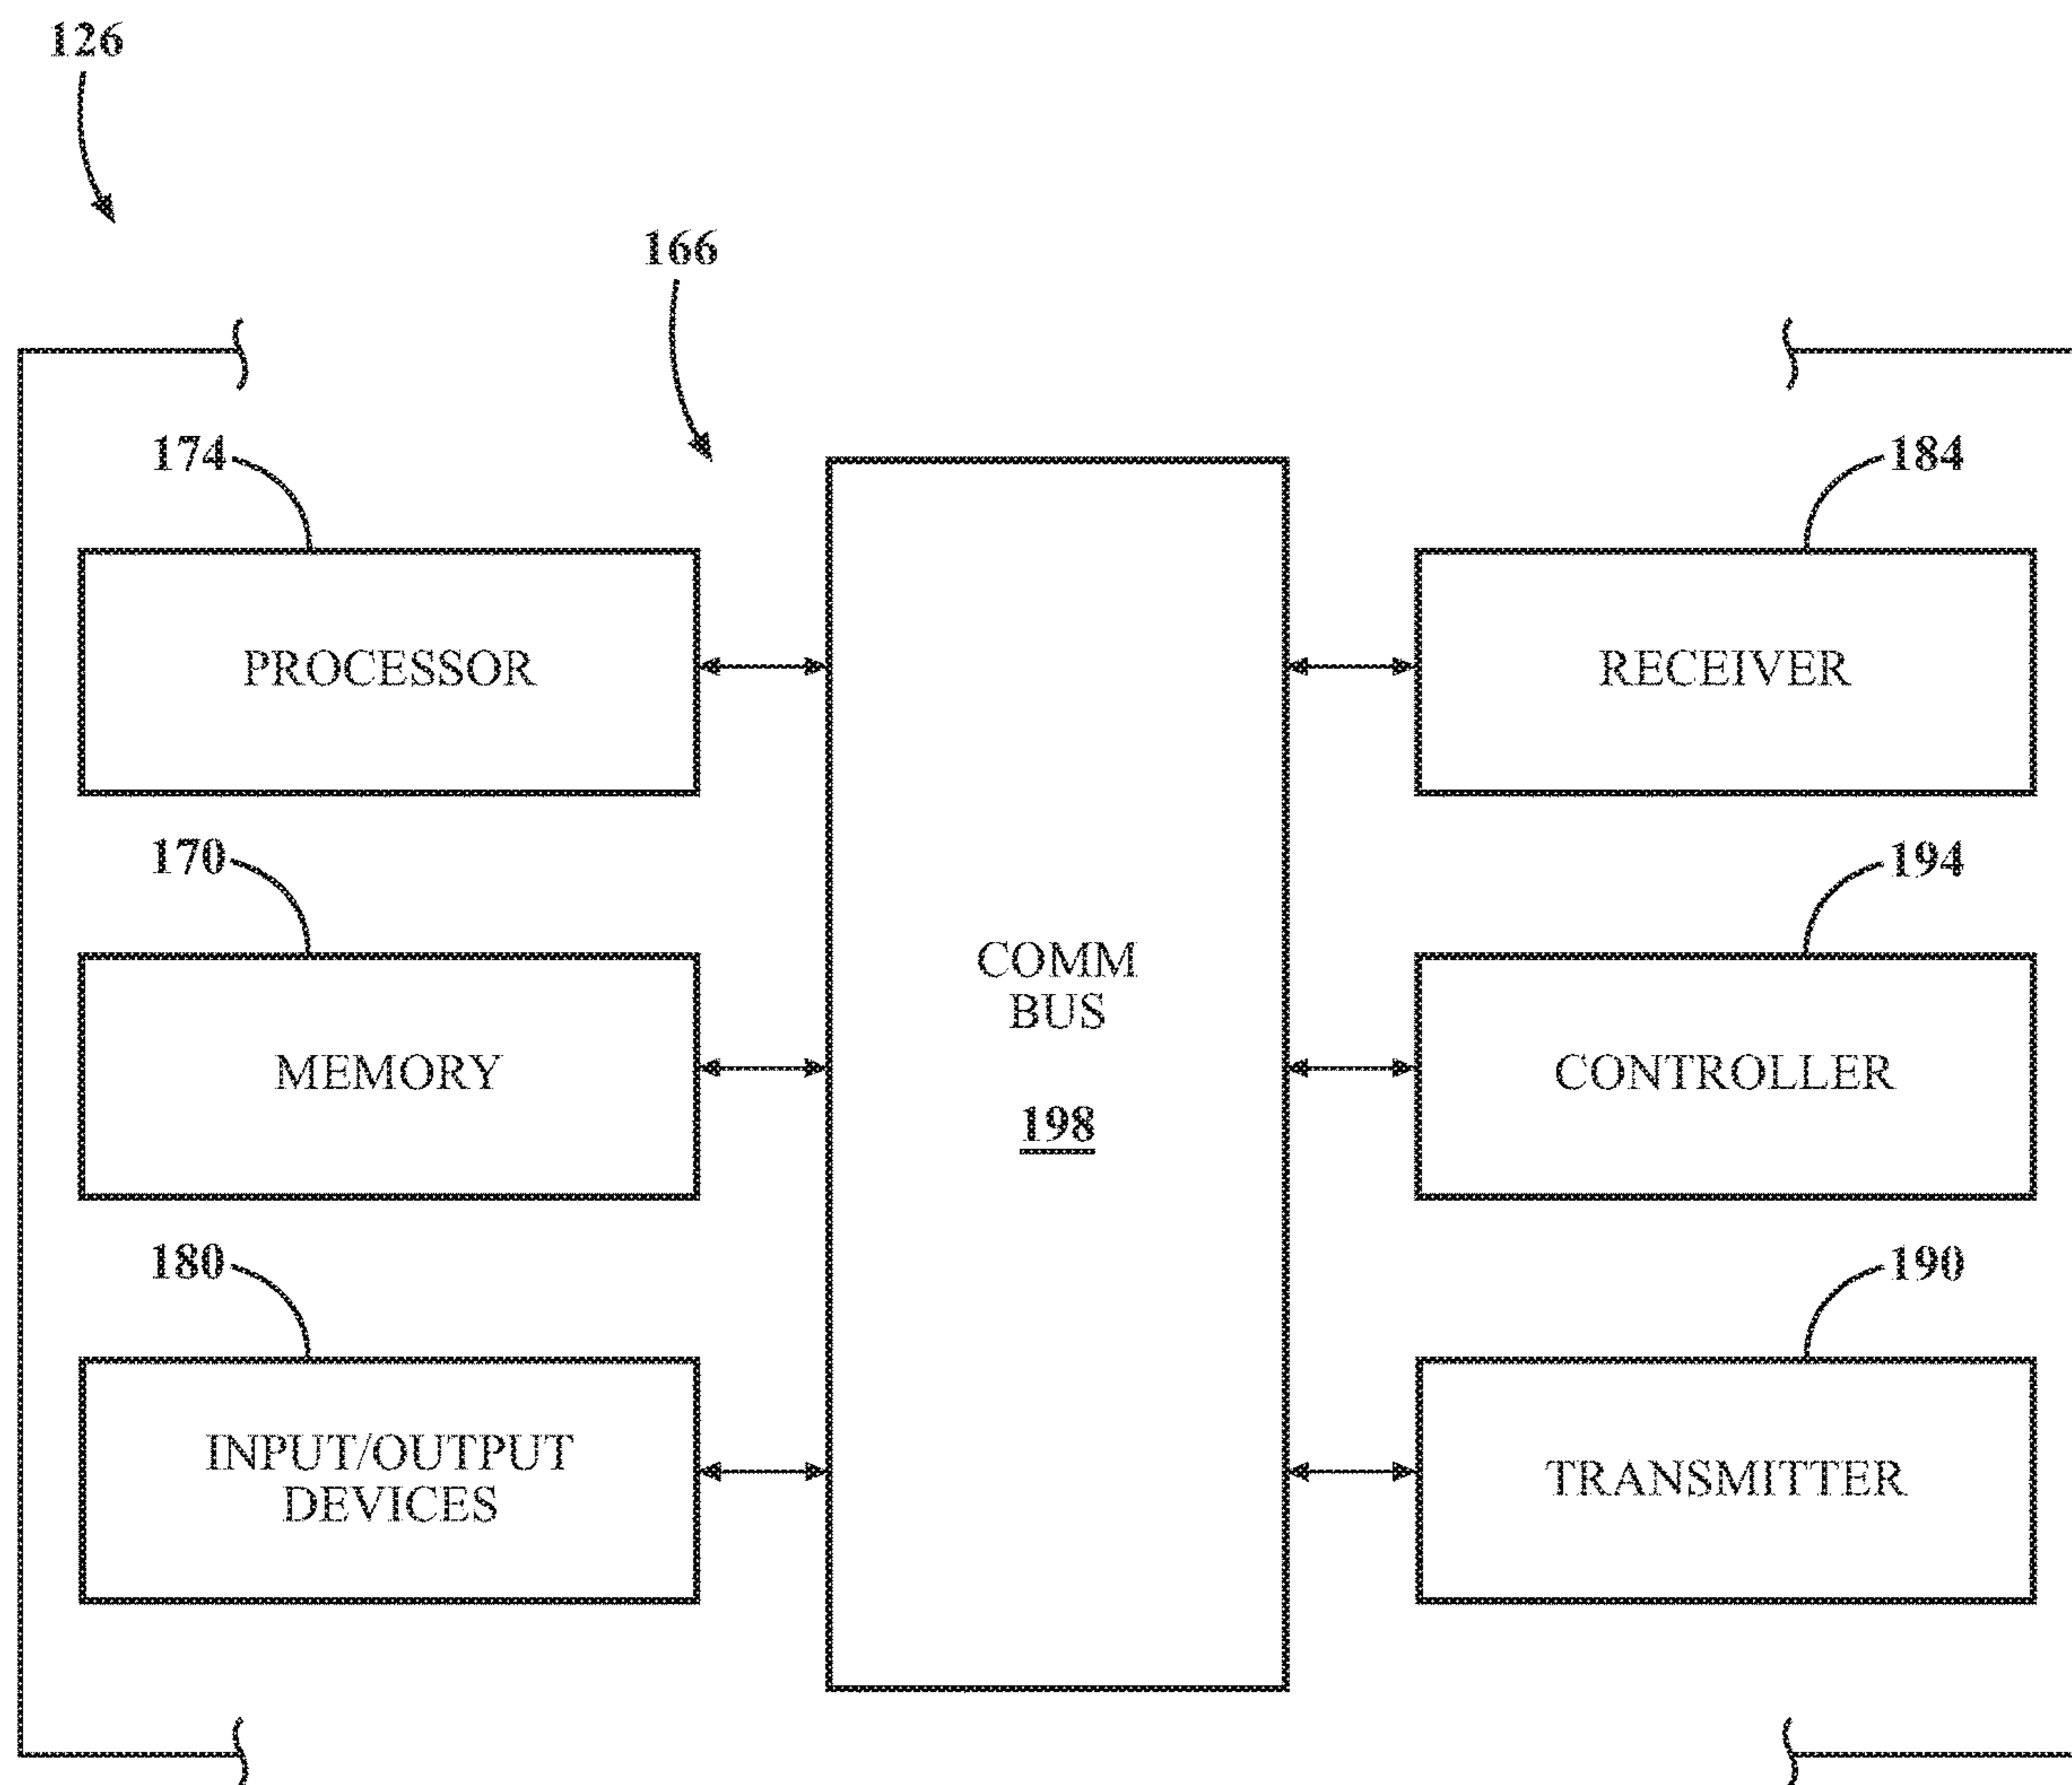 126
166
174
184
PROCESSOR
RECEIVER
170
194
COMM
BUS
MEMORY
CONTROLLER
198
180
190
INPUT/OUTPUT
DEVICES
TRANSMITTER